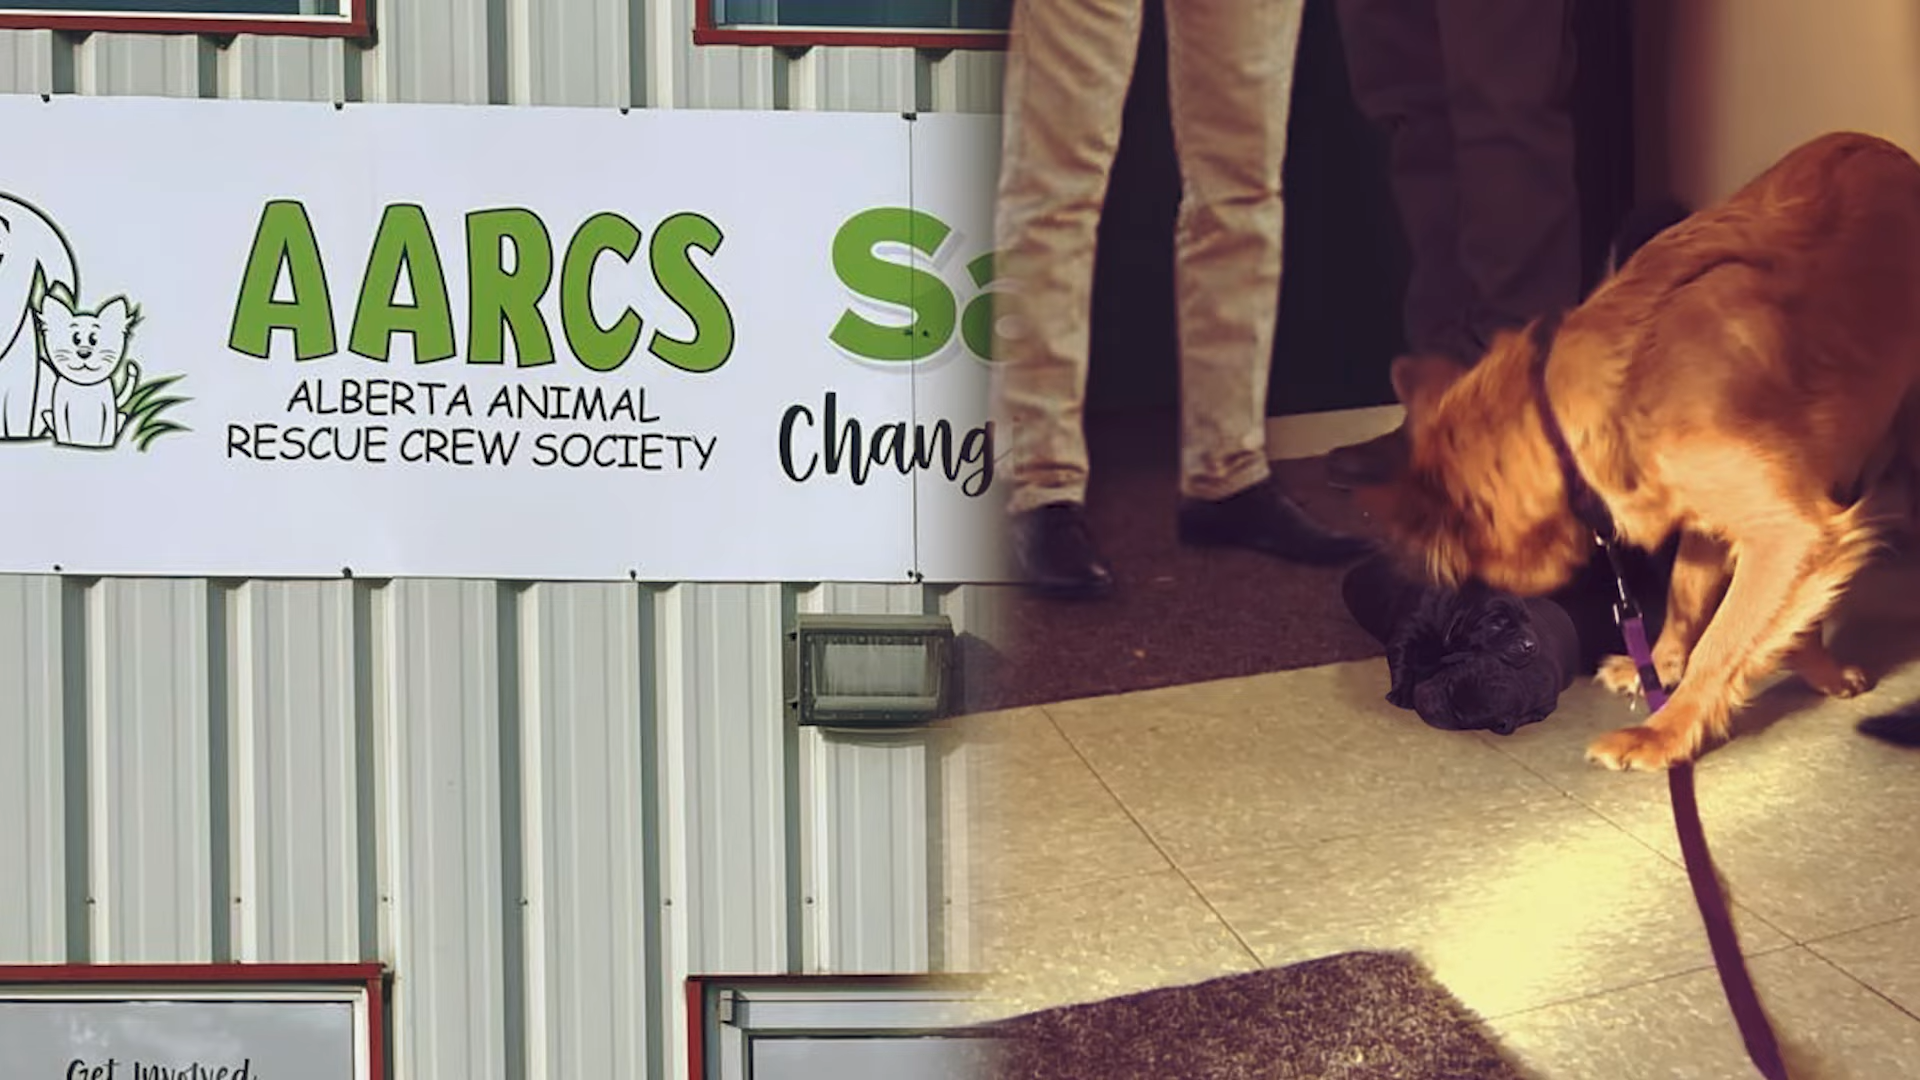 AARCS
ALBERTA ANIMAL
RESCUE CREW SOCIETY
Get Involved